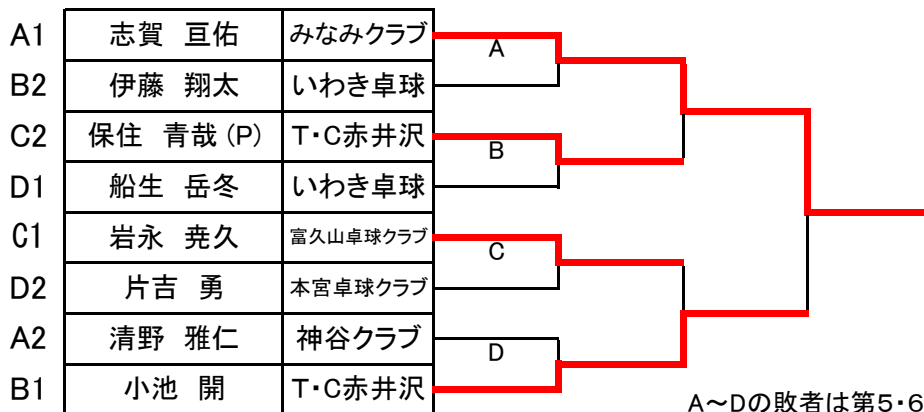 A1 志賀 亘佑 みなみクラブ
A
B2 伊藤 翔太 いわき卓球
C2 保住 青哉 (P) T・C赤井沢
B
D1 船生 岳冬 いわき卓球
C1 岩永 尭久 富久山卓球クラブ
C
D2 片吉 勇 本宮卓球クラブ
A2 清野 雅仁 神谷クラブ
D
B1 小池 開 T・C赤井沢
A～Dの敗者は第5・6